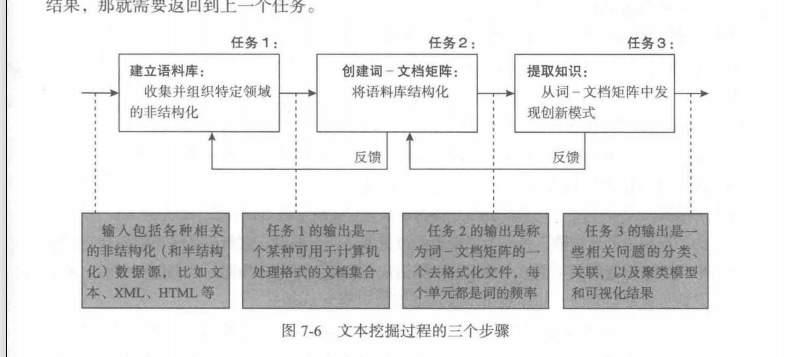 结果，那就需要返回到上一个任务。
任务 1：
任务 2：
任务 3：
建立语料库：
收集并组织特定领域
的非结构化
创建词－文档矩阵：
将语料库结构化
提取知识：
从词－文档矩阵中发
现创新模式
反馈
反馈
输入包括各种相关
的非结构化（和半结构
化）数据源，比如文
本、XML、HTML 等
任务 1 的输出是一
个某种可用于计算机
处理格式的文档集合
任务 2 的输出是称
为词－文档矩阵的一
个去格式化文件，每
个单元都是词的频率
任务 3 的输出是一
些相关问题的分类、
关联，以及聚类模型
和可视化结果
图 7-6 文本挖掘过程的三个步骤